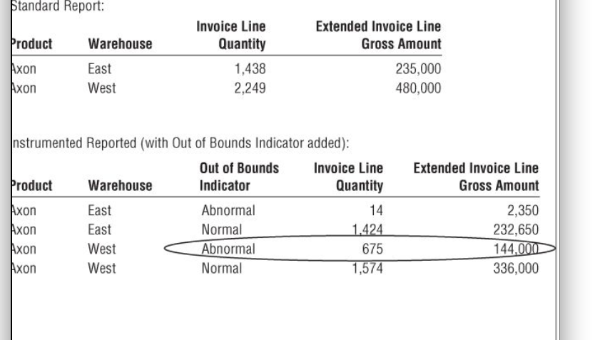 Standard Report:
Invoice Line Extended Invoice Line
Product Warehouse Quantity Gross Amount
Axon East 1,438 235,000
Axon West 2,249 480,000
Instrumented Reported (with Out of Bounds Indicator added):
Out of Bounds Invoice Line Extended Invoice Line
Product Warehouse Indicator Quantity Gross Amount
Axon East Abnormal 14 2,350
Axon East Normal 1,424 232,650
Axon West Abnormal 675 144,000
Axon West Normal 1,574 336,000